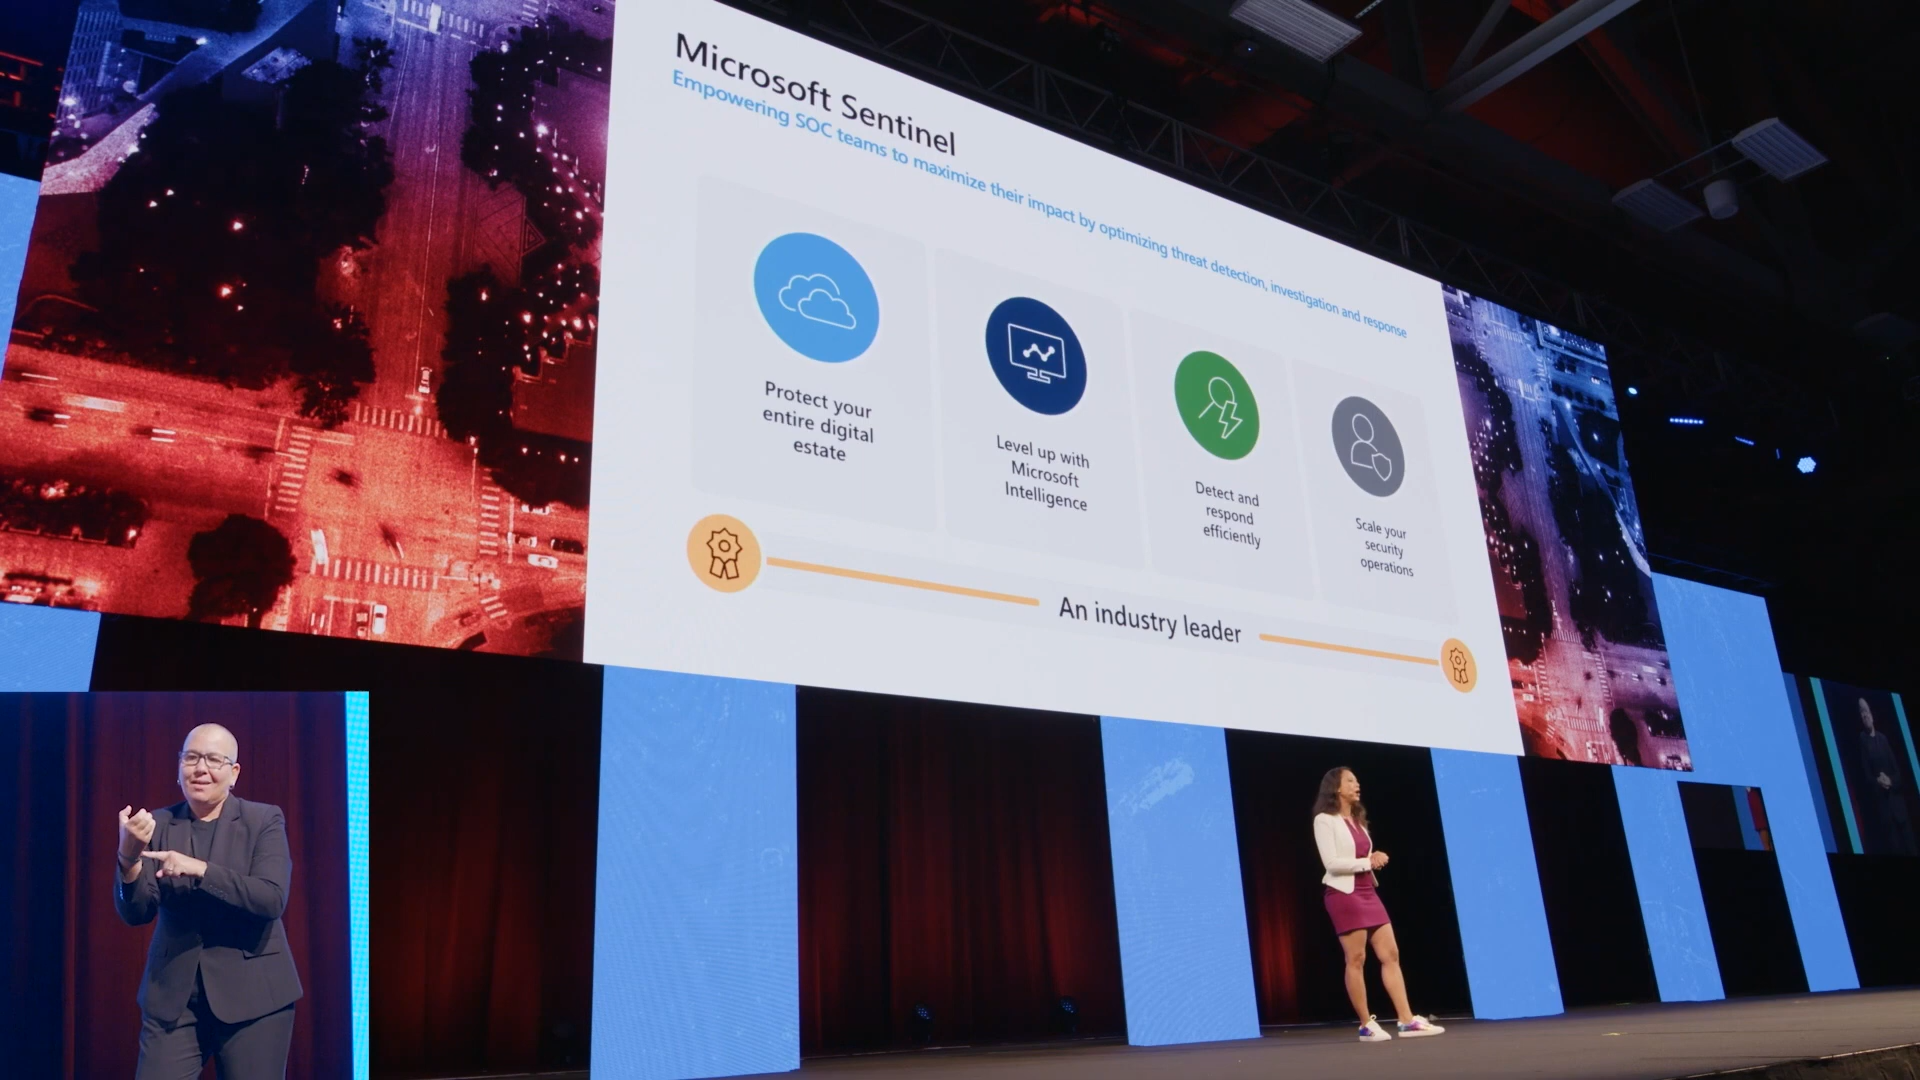 Microsoft Sentinel
Empowering SOC teams to maximize their impact by optimizing threat detection, investigation and response
Protect your
entire digital
estate
Level up with
Microsoft
Intelligence
Detect and
respond
efficiently
Scale your
security
operations
An industry leader